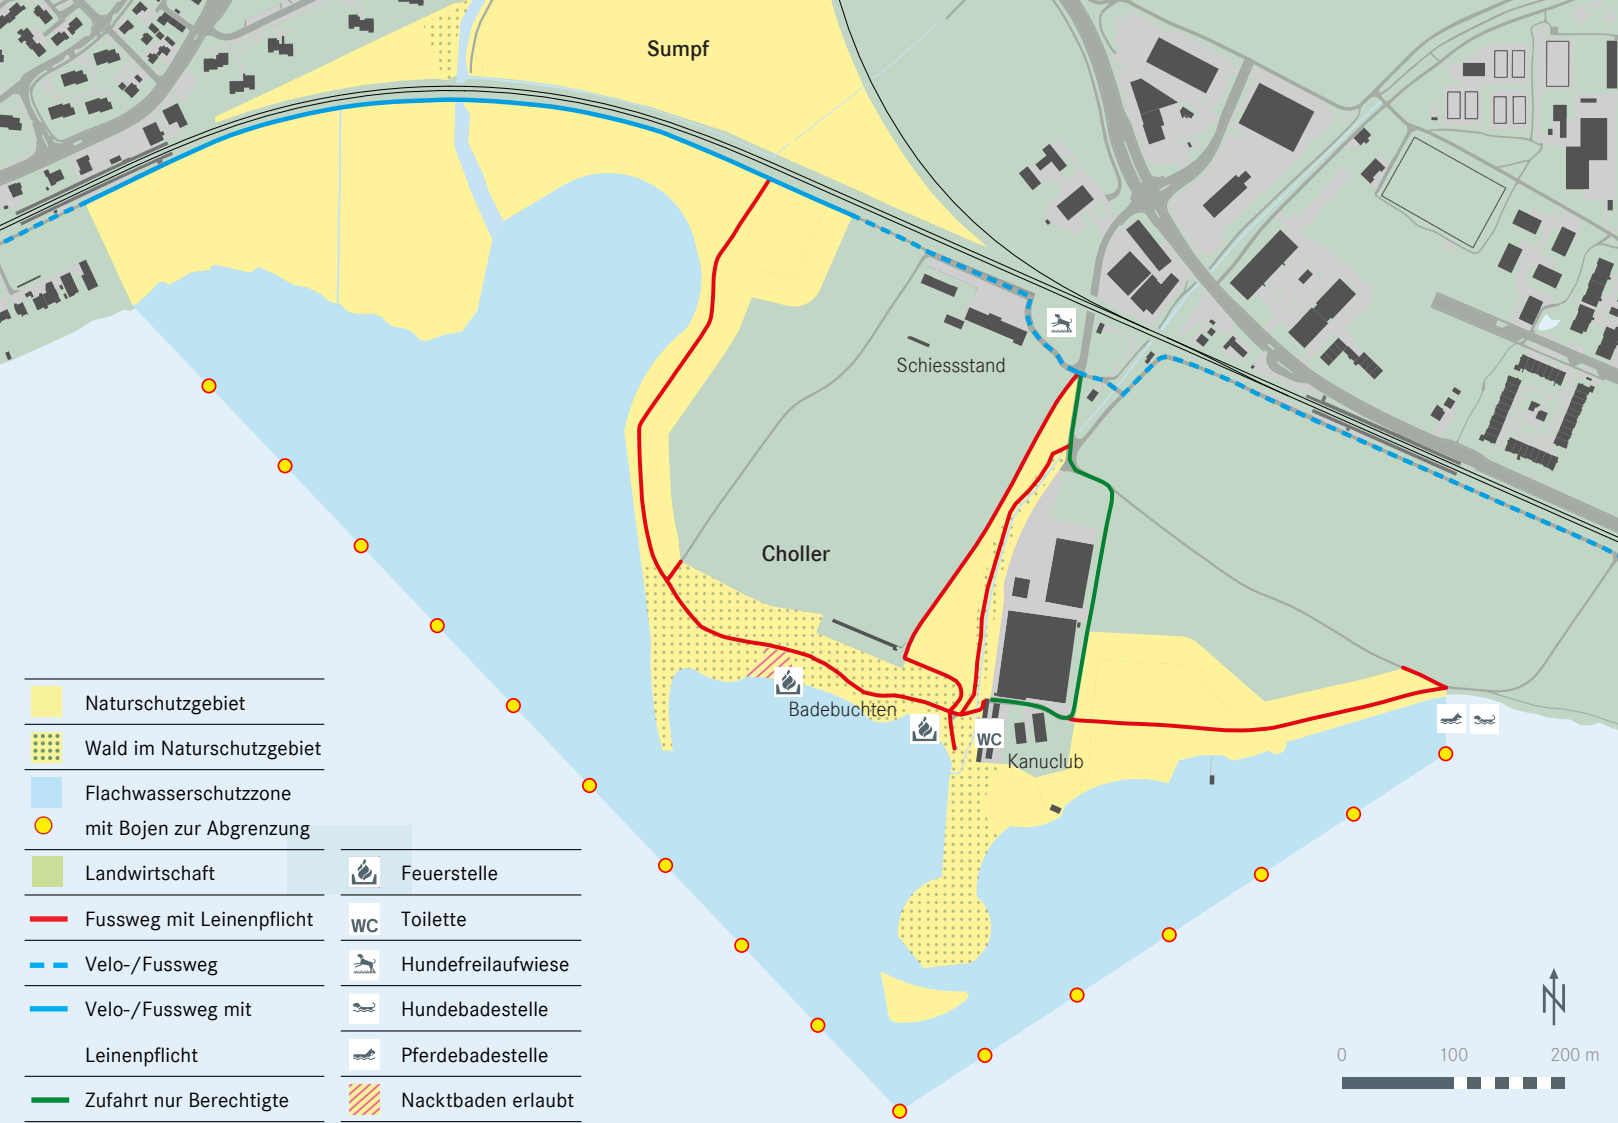 Sumpf
Schiessstand
Choller
Badebuchten
WC
Kanuclub
Naturschutzgebiet
Wald im Naturschutzgebiet
Flachwasserschutzzone
mit Bojen zur Abgrenzung
Landwirtschaft
Fussweg mit Leinenpflicht
Velo-/Fussweg
Velo-/Fussweg mit
Leinenpflicht
Zufahrt nur Berechtigte
Feuerstelle
WC Toilette
Hundefreilaufwiese
Hundebadestelle
Pferdebadestelle
Nacktbaden erlaubt
N
0 100 200 m